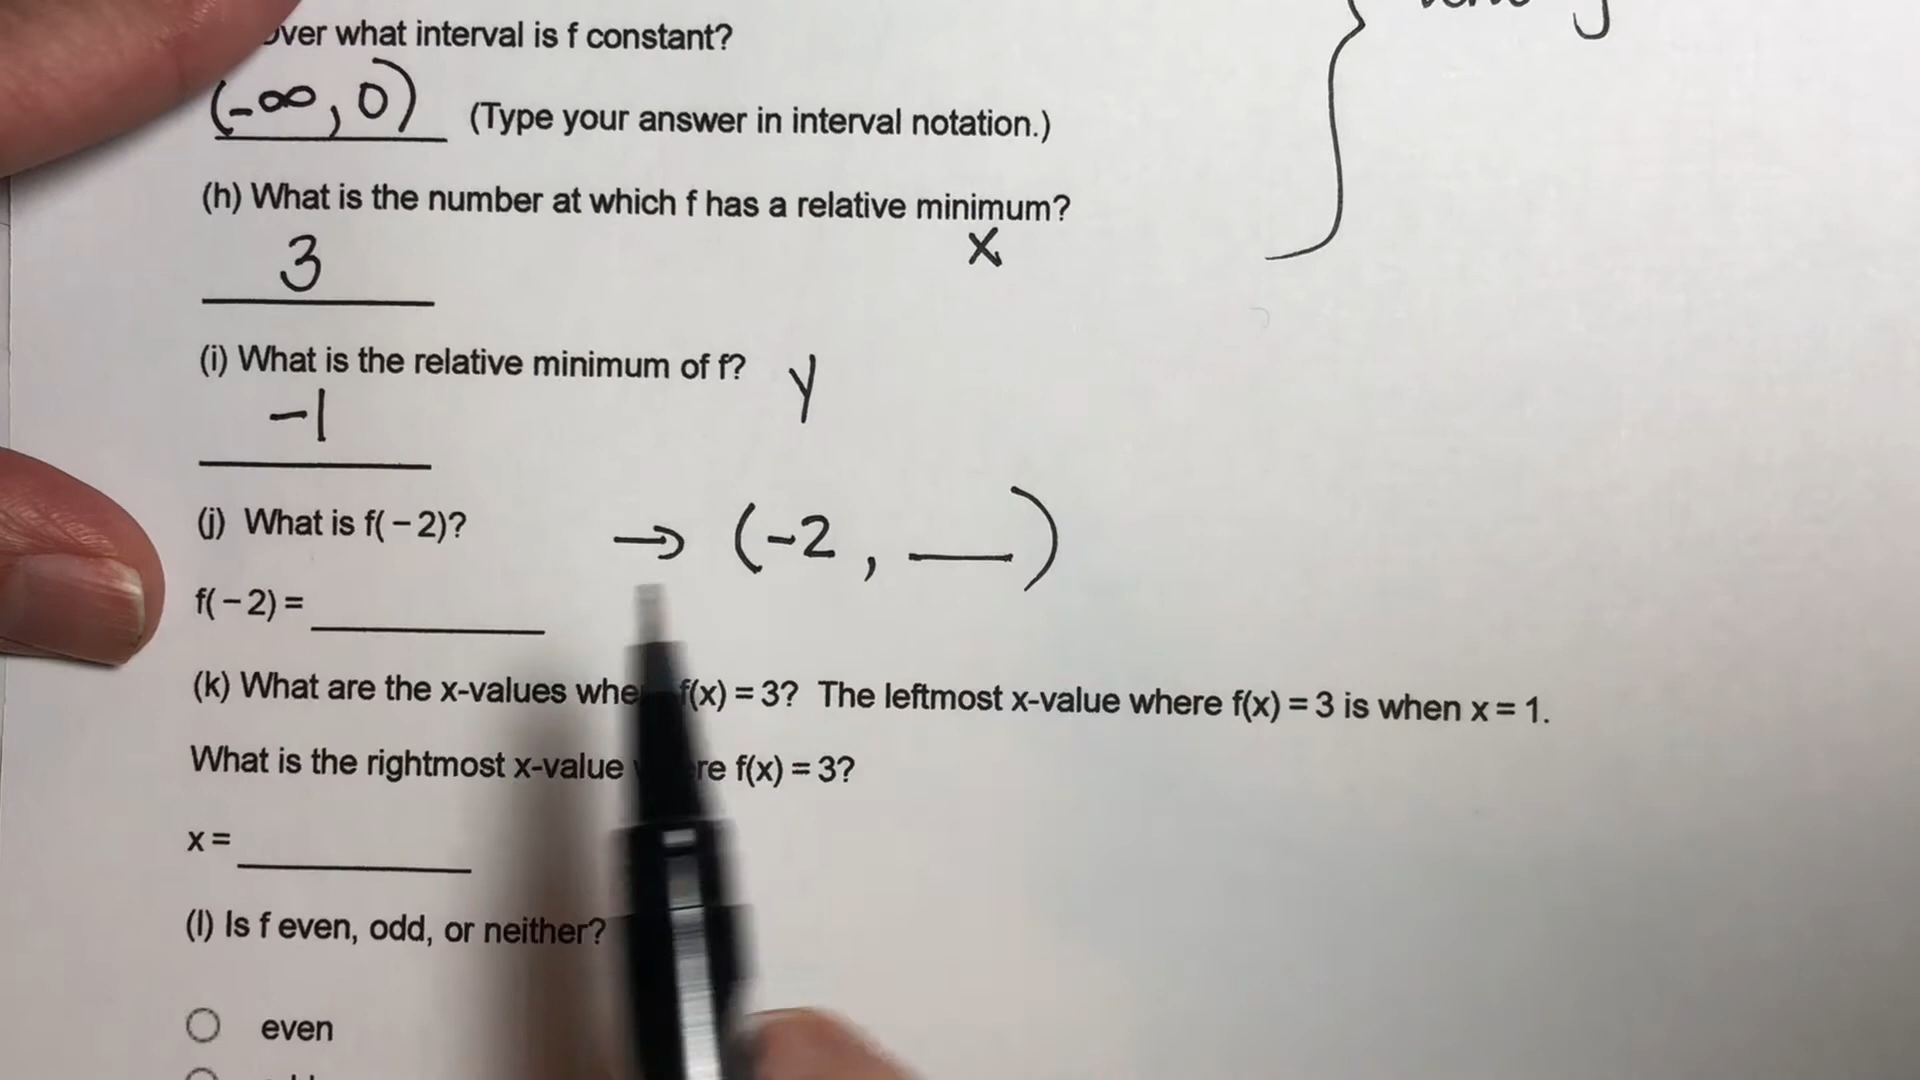 over what interval is f constant?
(-∞, 0) (Type your answer in interval notation.)
(h) What is the number at which f has a relative minimum?
x
3
(i) What is the relative minimum of f? y
-1
(j) What is f( - 2)? → (-2, __)
f( - 2) = ____
(k) What are the x-values f(x) = 3? The leftmost x-value where f(x) = 3 is when x = 1.
What is the rightmost x-value f(x) = 3?
x = ____
(l) Is f even, odd, or neither?
even